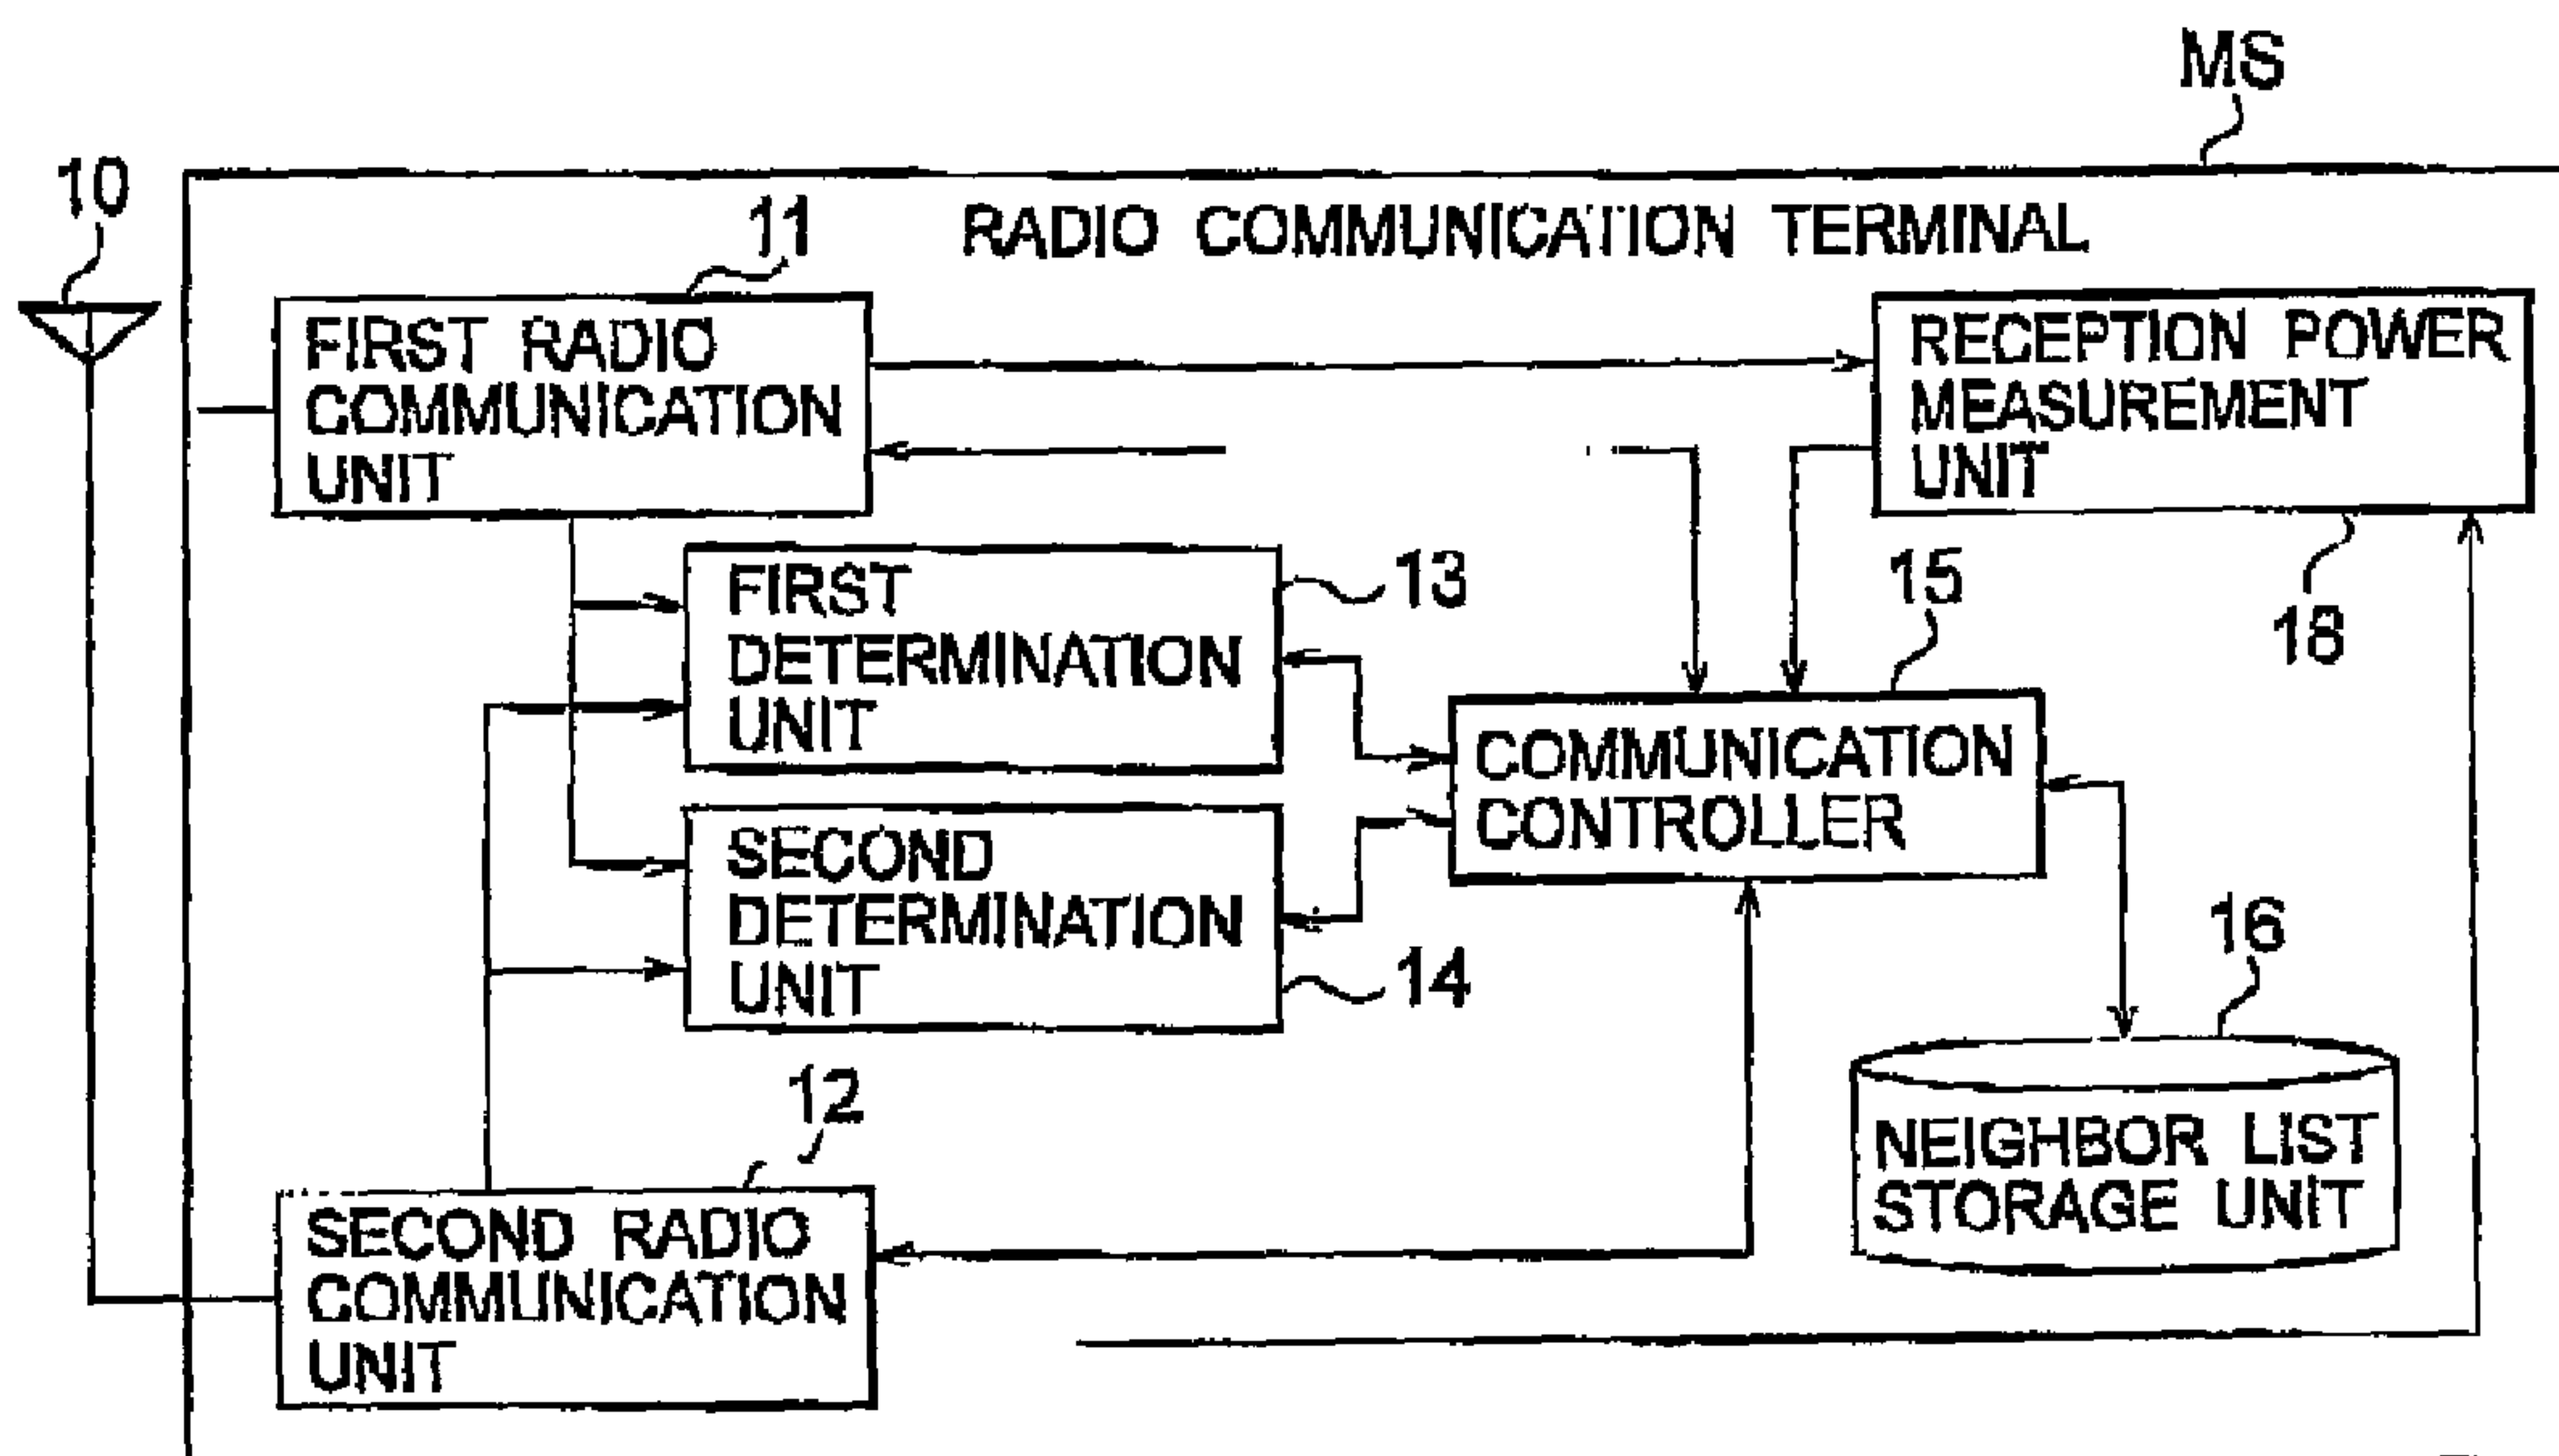 MS
10
RADIO COMMUNICATION TERMINAL
11
FIRST RADIO
COMMUNICATION
UNIT
RECEPTION POWER
MEASUREMENT
UNIT
18
FIRST
DETERMINATION
UNIT
13
15
COMMUNICATION
CONTROLLER
SECOND
DETERMINATION
UNIT
14
16
NEIGHBOR LIST
STORAGE UNIT
12
SECOND RADIO
COMMUNICATION
UNIT